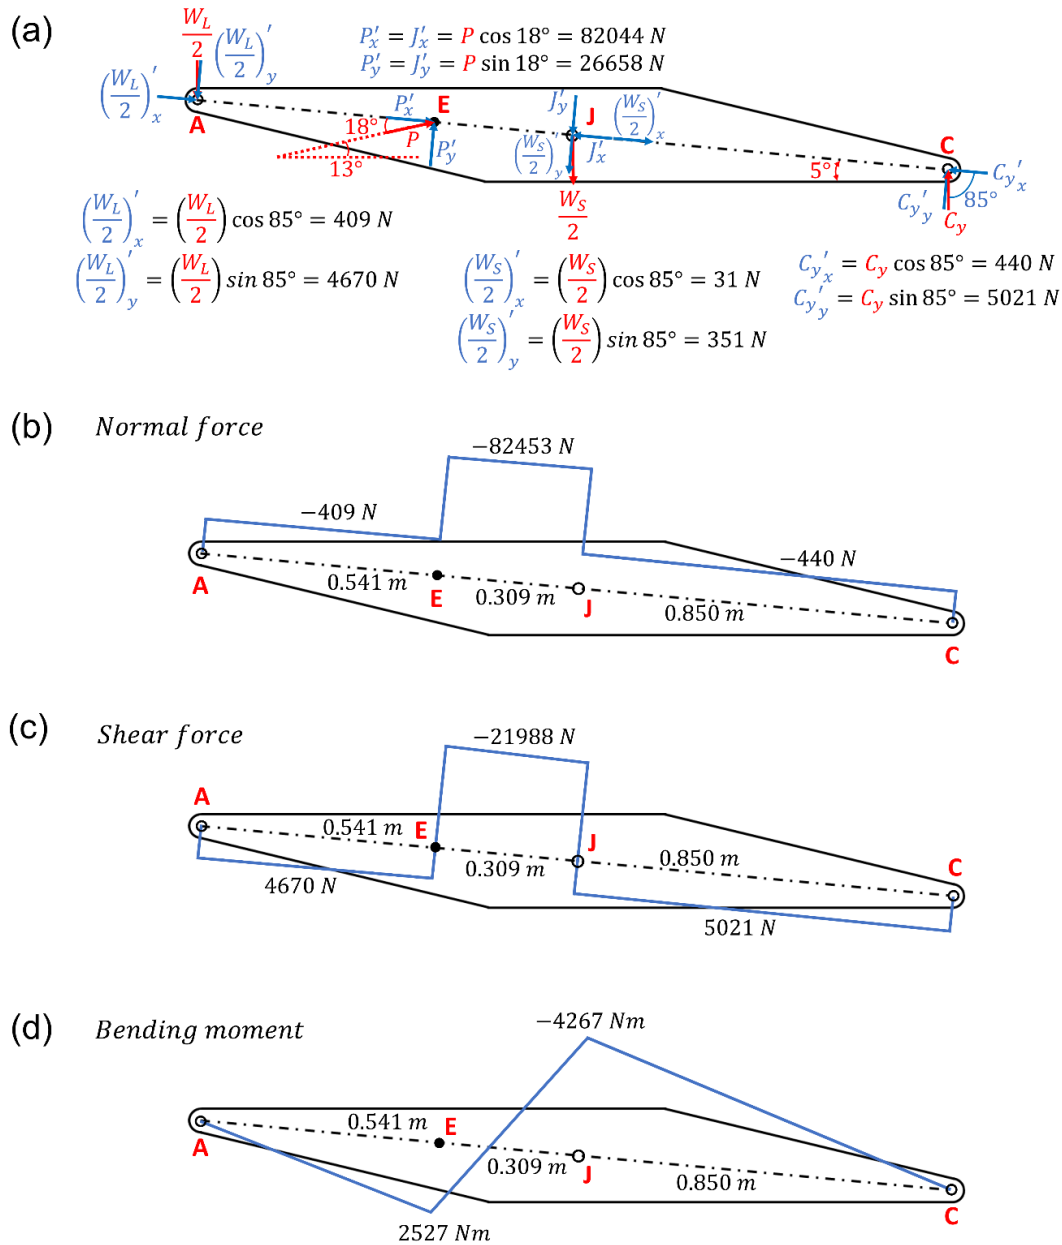 (a)
W_L/2 (W_L/2)′_y P′_x = J′_x = P cos 18° = 82044 N
P′_y = J′_y = P sin 18° = 26658 N
(W_L/2)′_x A P′_x E J′_y J (W_S/2)′_x
18° P P′_y (W_S/2)′_y J′_x C
13° 5° C_y′_x
W_S/2 C_y′_y C_y 85°
(W_L/2)′_x = (W_L/2) cos 85° = 409 N
(W_L/2)′_y = (W_L/2) sin 85° = 4670 N
(W_S/2)′_x = (W_S/2) cos 85° = 31 N
(W_S/2)′_y = (W_S/2) sin 85° = 351 N
C_y′_x = C_y cos 85° = 440 N
C_y′_y = C_y sin 85° = 5021 N
(b) Normal force
−82453 N
−409 N
−440 N
A 0.541 m E 0.309 m J 0.850 m C
(c) Shear force
−21988 N
A 0.541 m E 0.309 m J 0.850 m C
4670 N
5021 N
(d) Bending moment
−4267 Nm
A 0.541 m E 0.309 m J 0.850 m C
2527 Nm